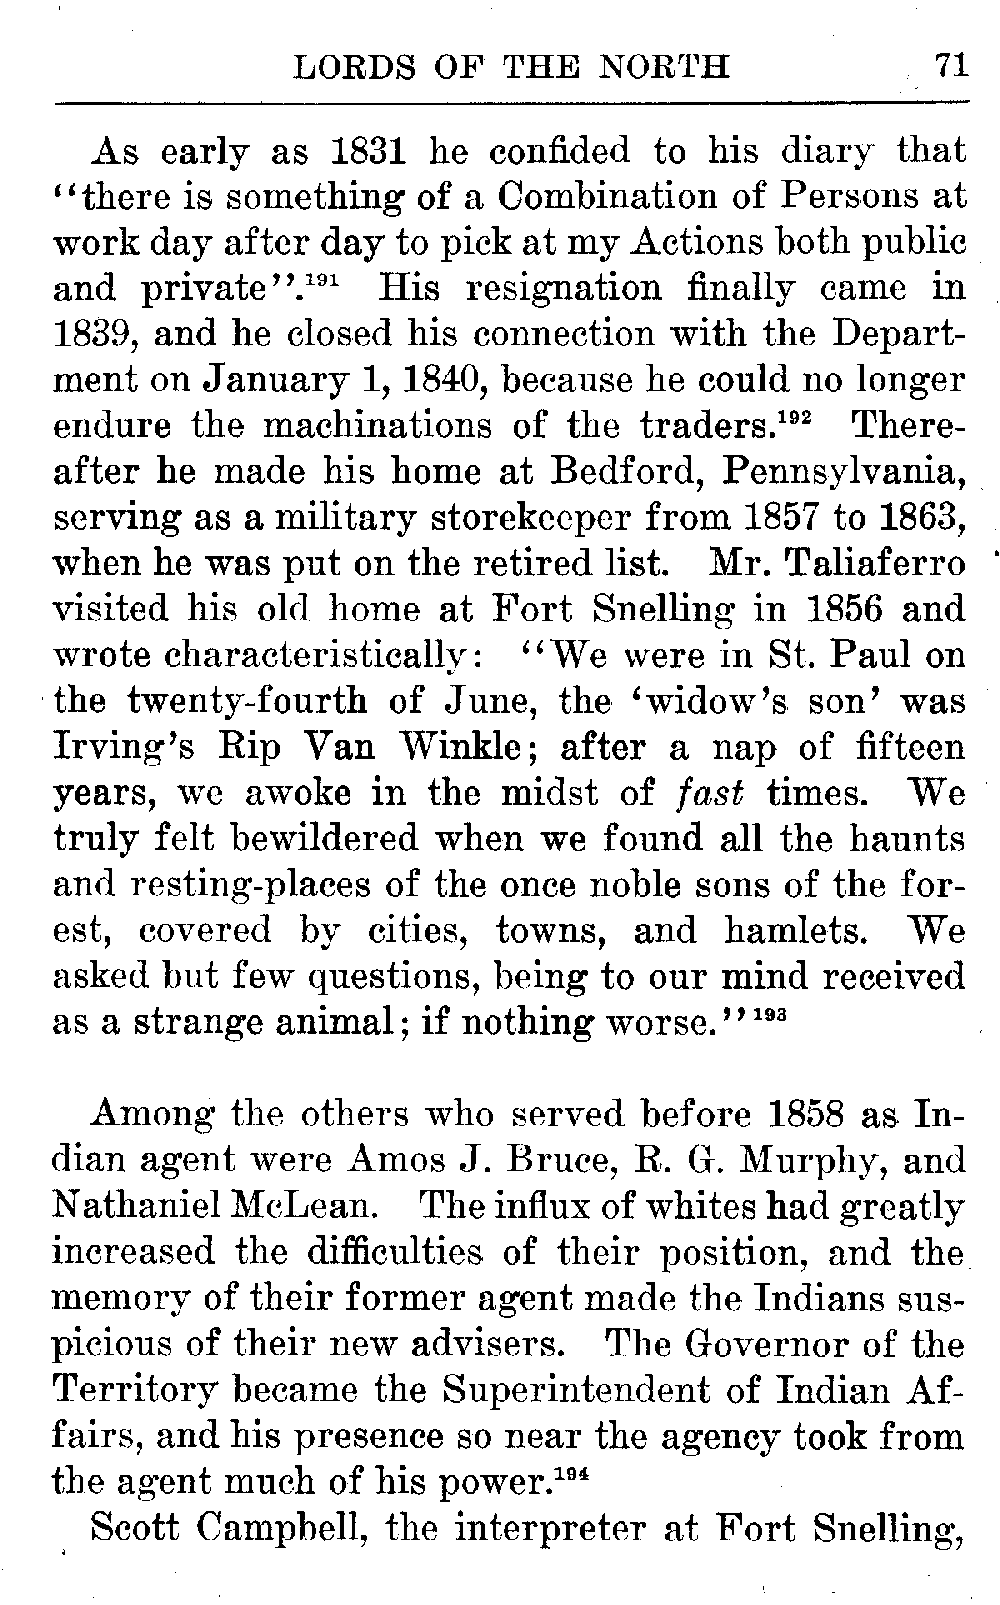 LORDS OF THE NORTH 71
As early as 1831 he confided to his diary that
"there is something of a Combination of Persons at
work day after day to pick at my Actions both public
and private".¹⁹¹ His resignation finally came in
1839, and he closed his connection with the Depart-
ment on January 1, 1840, because he could no longer
endure the machinations of the traders.¹⁹² There-
after he made his home at Bedford, Pennsylvania,
serving as a military storekeeper from 1857 to 1863,
when he was put on the retired list. Mr. Taliaferro
visited his old home at Fort Snelling in 1856 and
wrote characteristically: "We were in St. Paul on
the twenty-fourth of June, the 'widow's son' was
Irving's Rip Van Winkle; after a nap of fifteen
years, we awoke in the midst of fast times. We
truly felt bewildered when we found all the haunts
and resting-places of the once noble sons of the for-
est, covered by cities, towns, and hamlets. We
asked but few questions, being to our mind received
as a strange animal; if nothing worse."¹⁹³
Among the others who served before 1858 as In-
dian agent were Amos J. Bruce, R. G. Murphy, and
Nathaniel McLean. The influx of whites had greatly
increased the difficulties of their position, and the
memory of their former agent made the Indians sus-
picious of their new advisers. The Governor of the
Territory became the Superintendent of Indian Af-
fairs, and his presence so near the agency took from
the agent much of his power.¹⁹⁴
Scott Campbell, the interpreter at Fort Snelling,